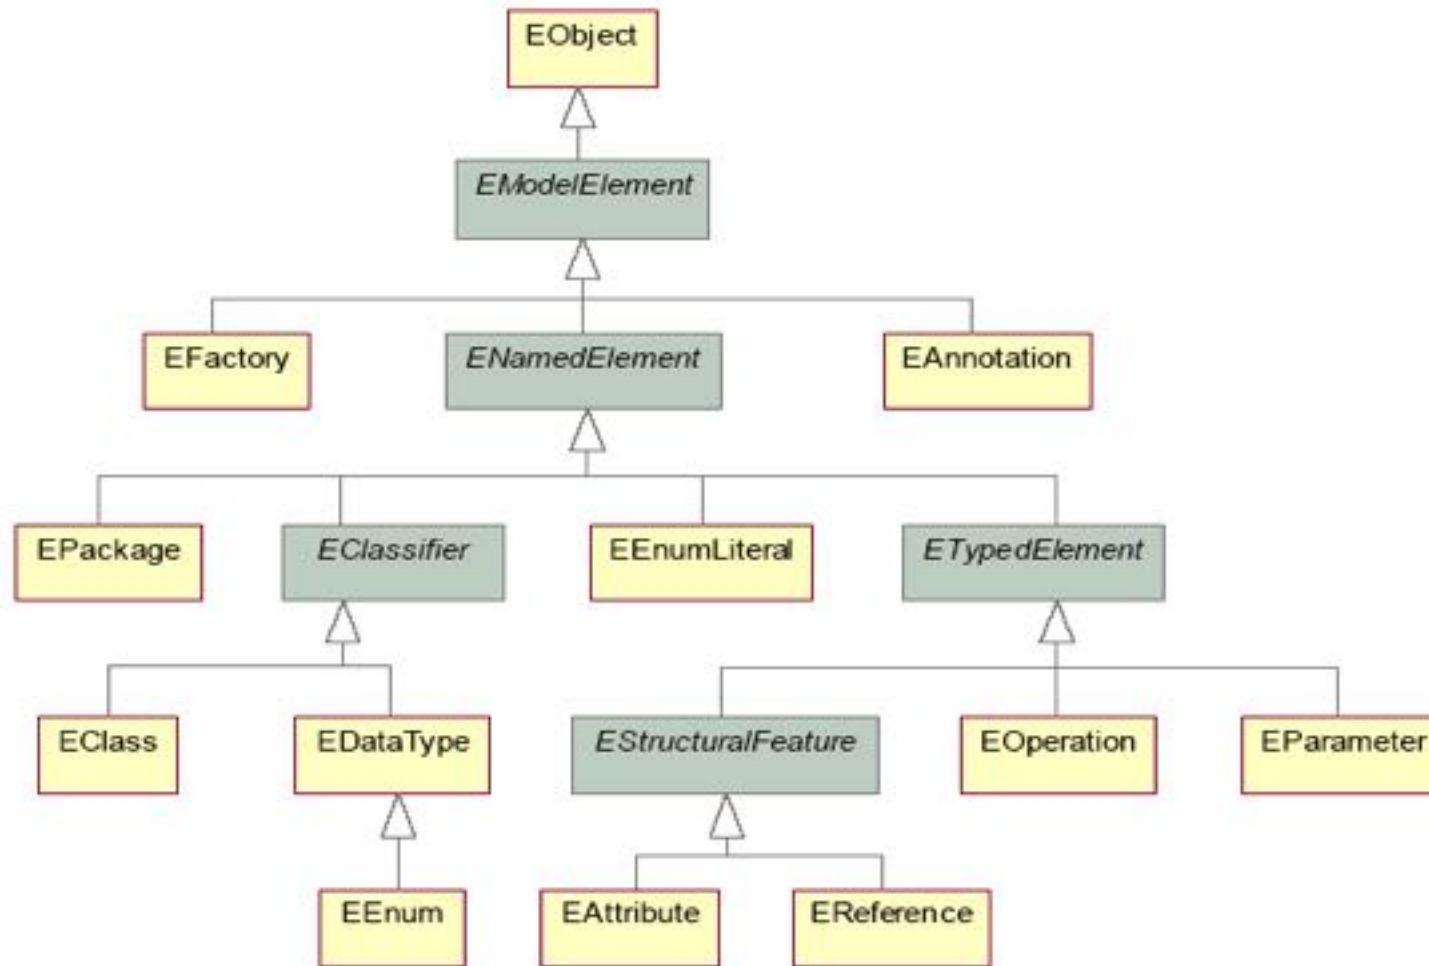 EObject
EModelElement
EFactory
ENamedElement
EAnnotation
EPackage
EClassifier
EEnumLiteral
ETypedElement
EClass
EDataType
EStructuralFeature
EOperation
EParameter
EEnum
EAttribute
EReference